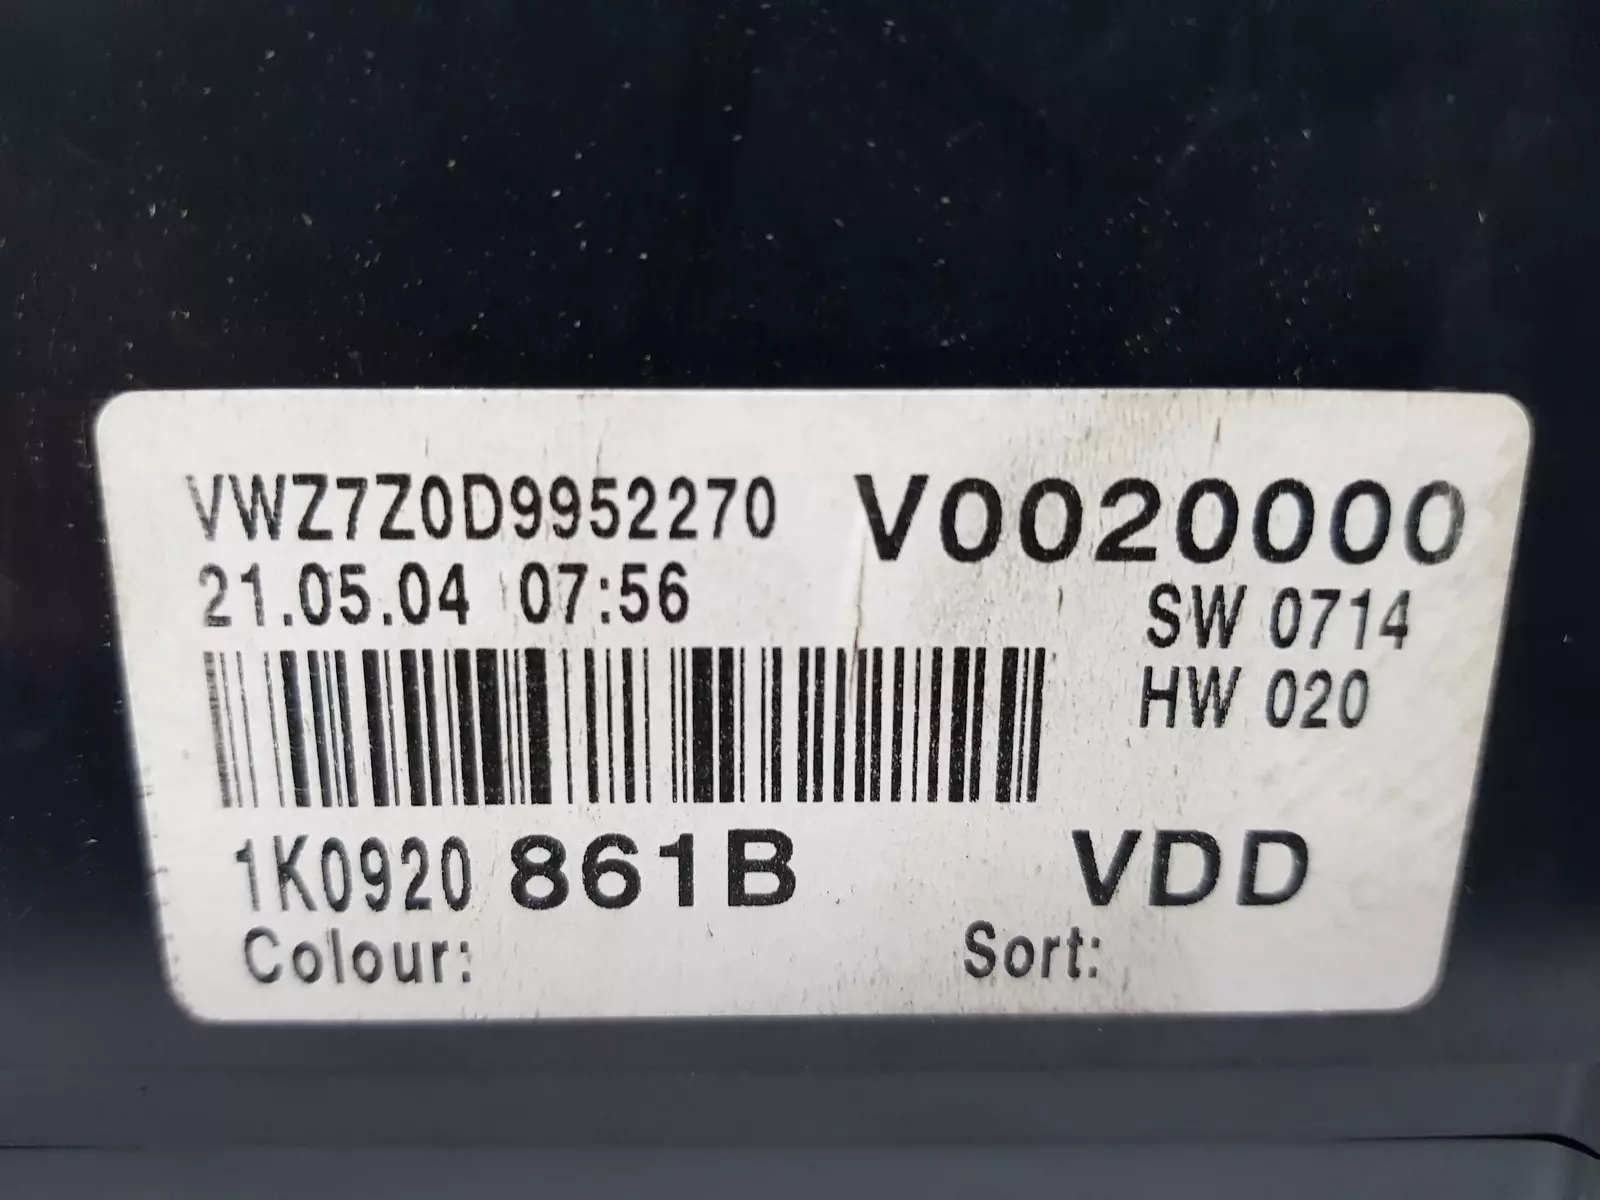 VWZ7Z0D9952270 V0020000
21.05.04 07:56 SW 0714
HW 020
1K0920 861B VDD
Colour: Sort: